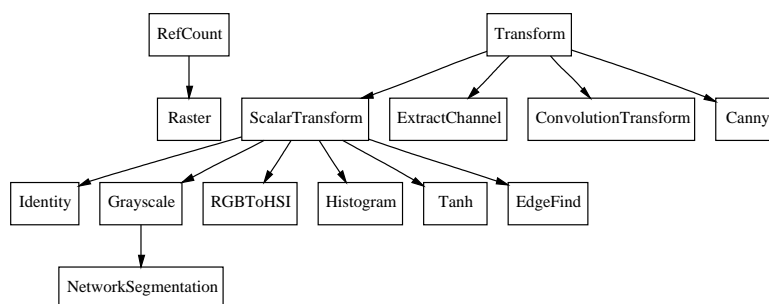 RefCount
Transform
Raster
ScalarTransform
ExtractChannel
ConvolutionTransform
Canny
Identity
Grayscale
RGBToHSI
Histogram
Tanh
EdgeFind
NetworkSegmentation